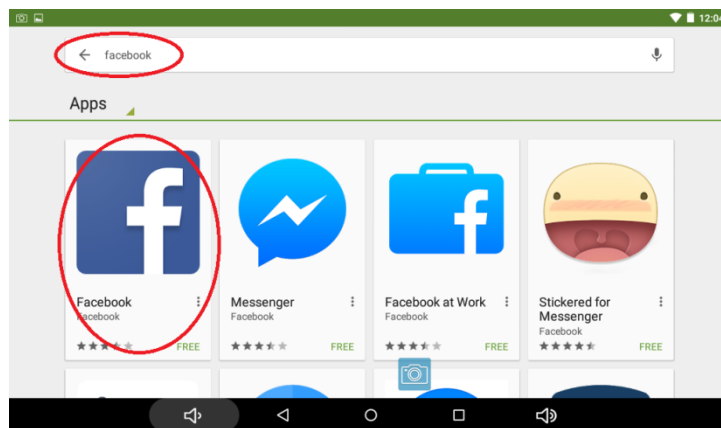 12:04
facebook
Apps
Facebook
Facebook
FREE
Messenger
Facebook
FREE
Facebook at Work
Facebook
FREE
Stickered for
Messenger
Facebook
FREE